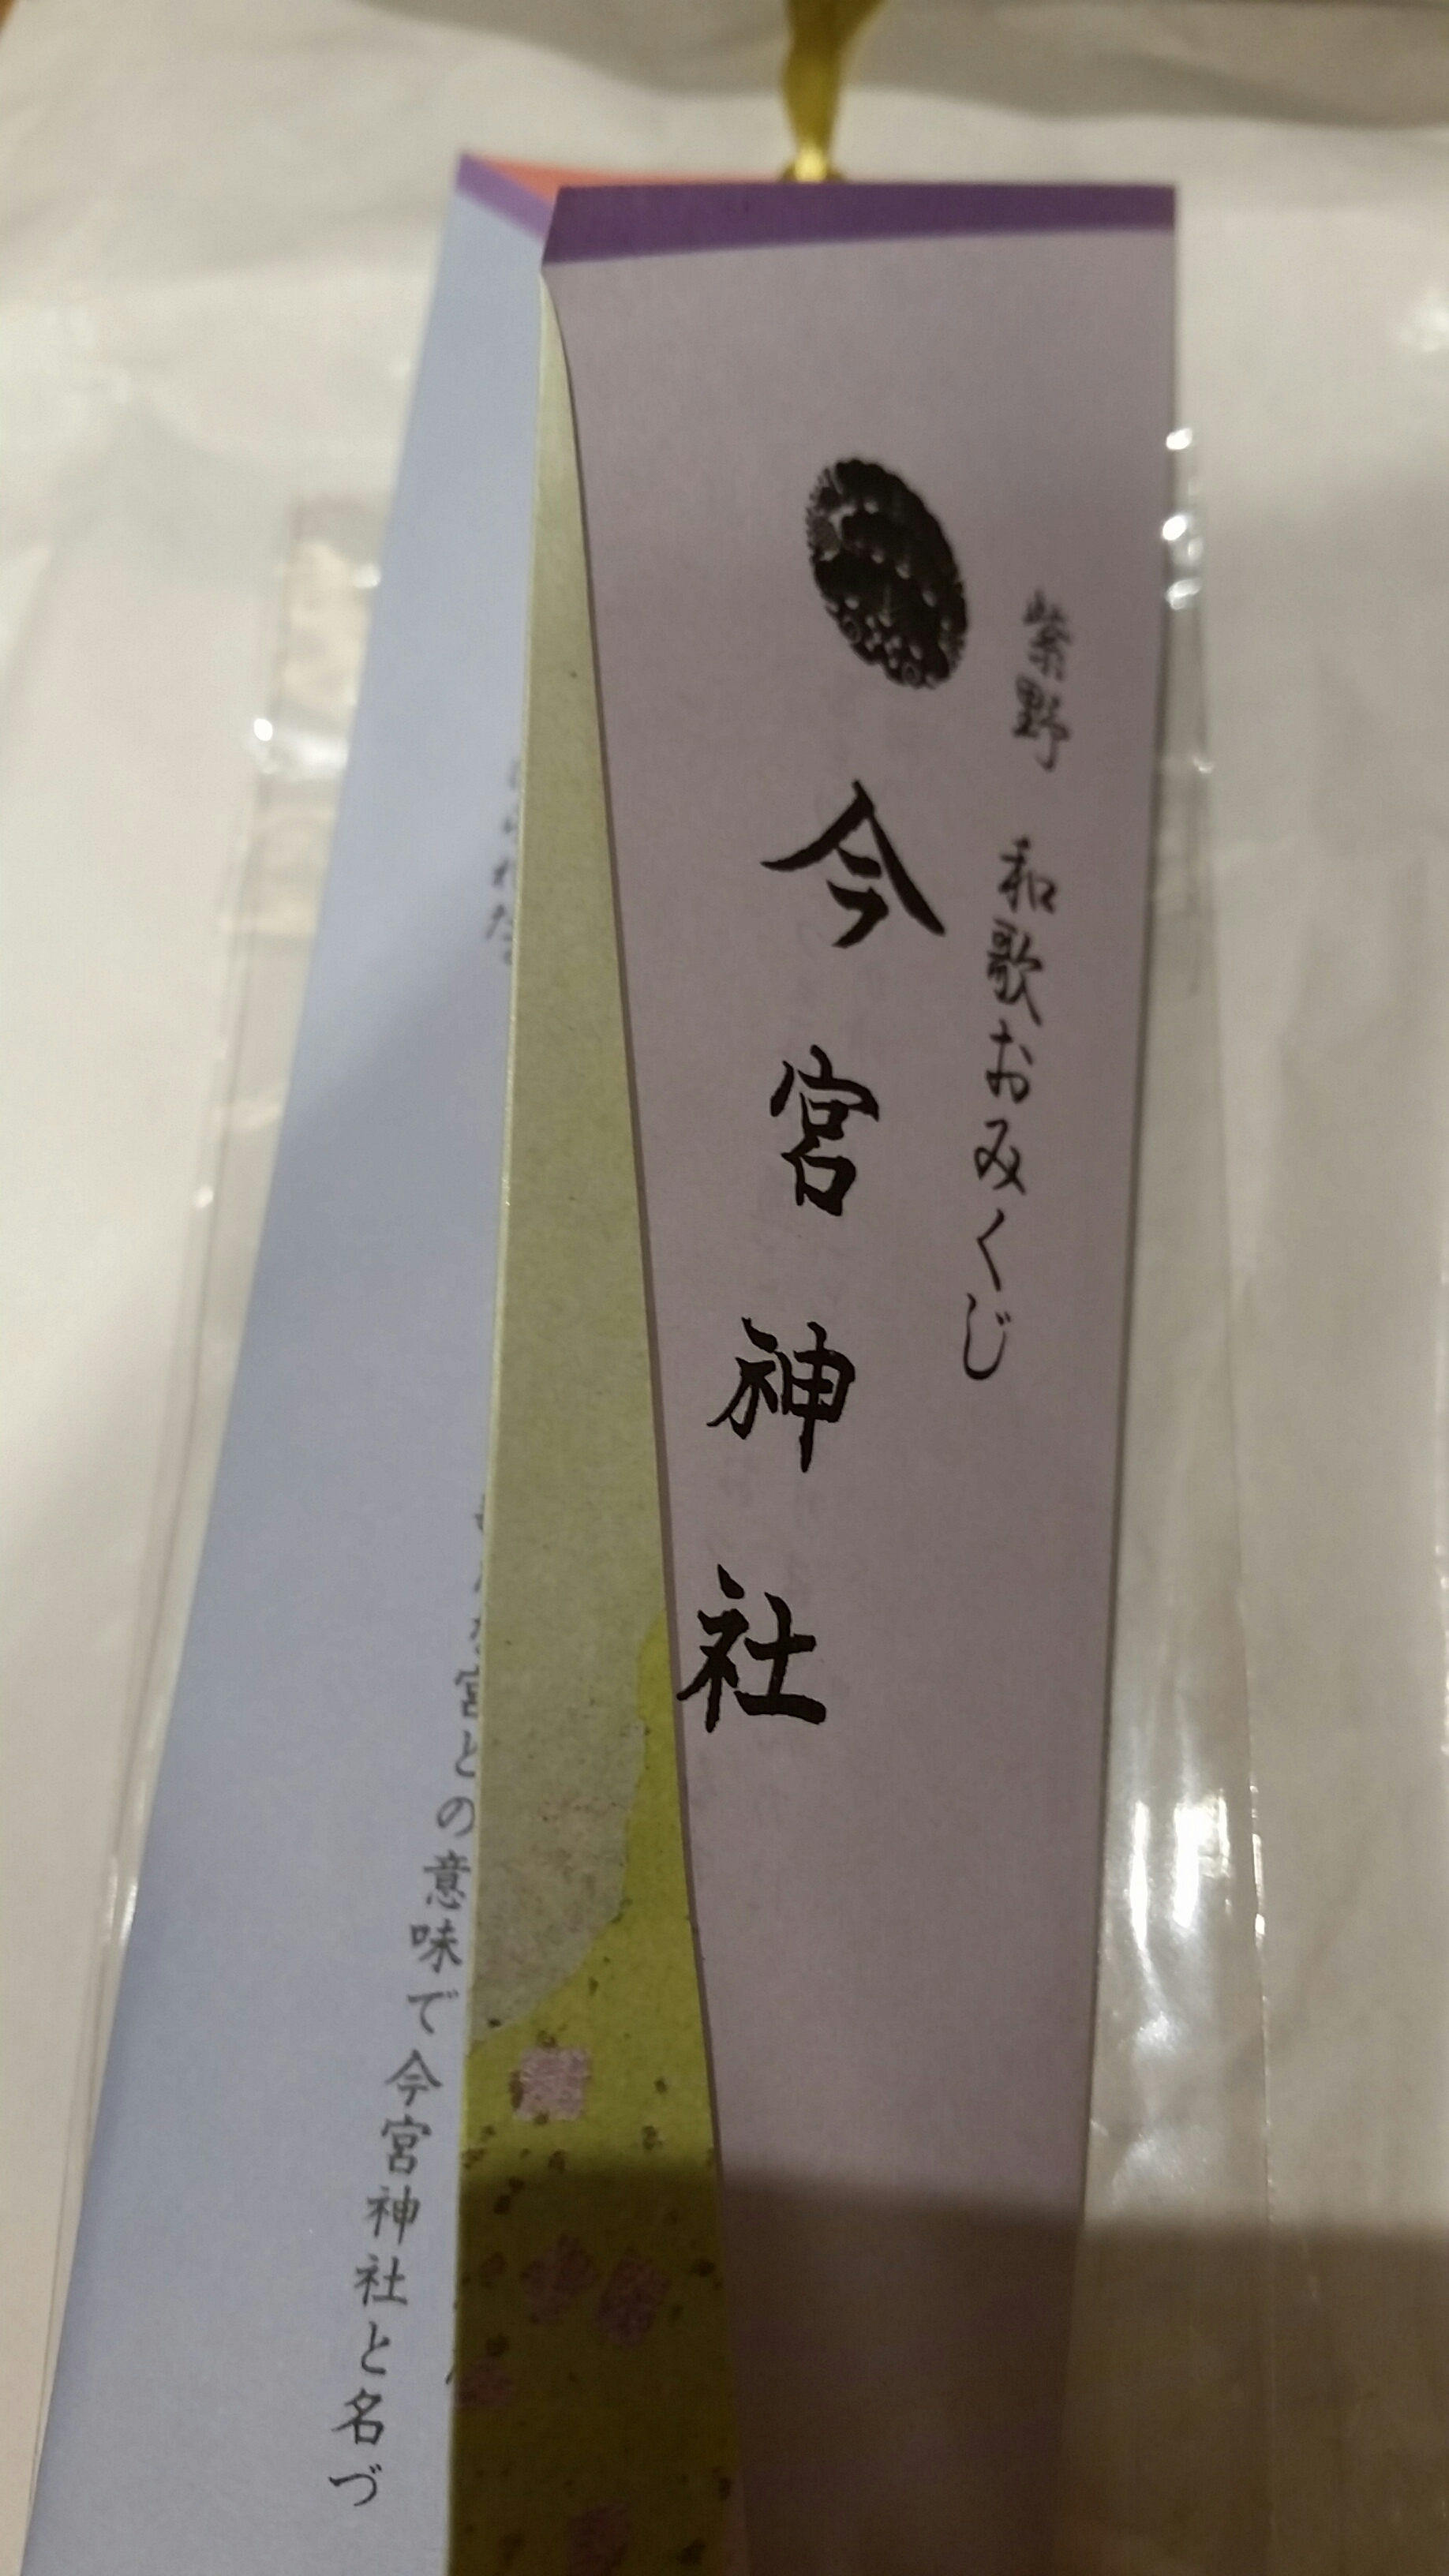 紫野 和歌おみくじ
今宮神社
宮との意味で今宮神社と名づ